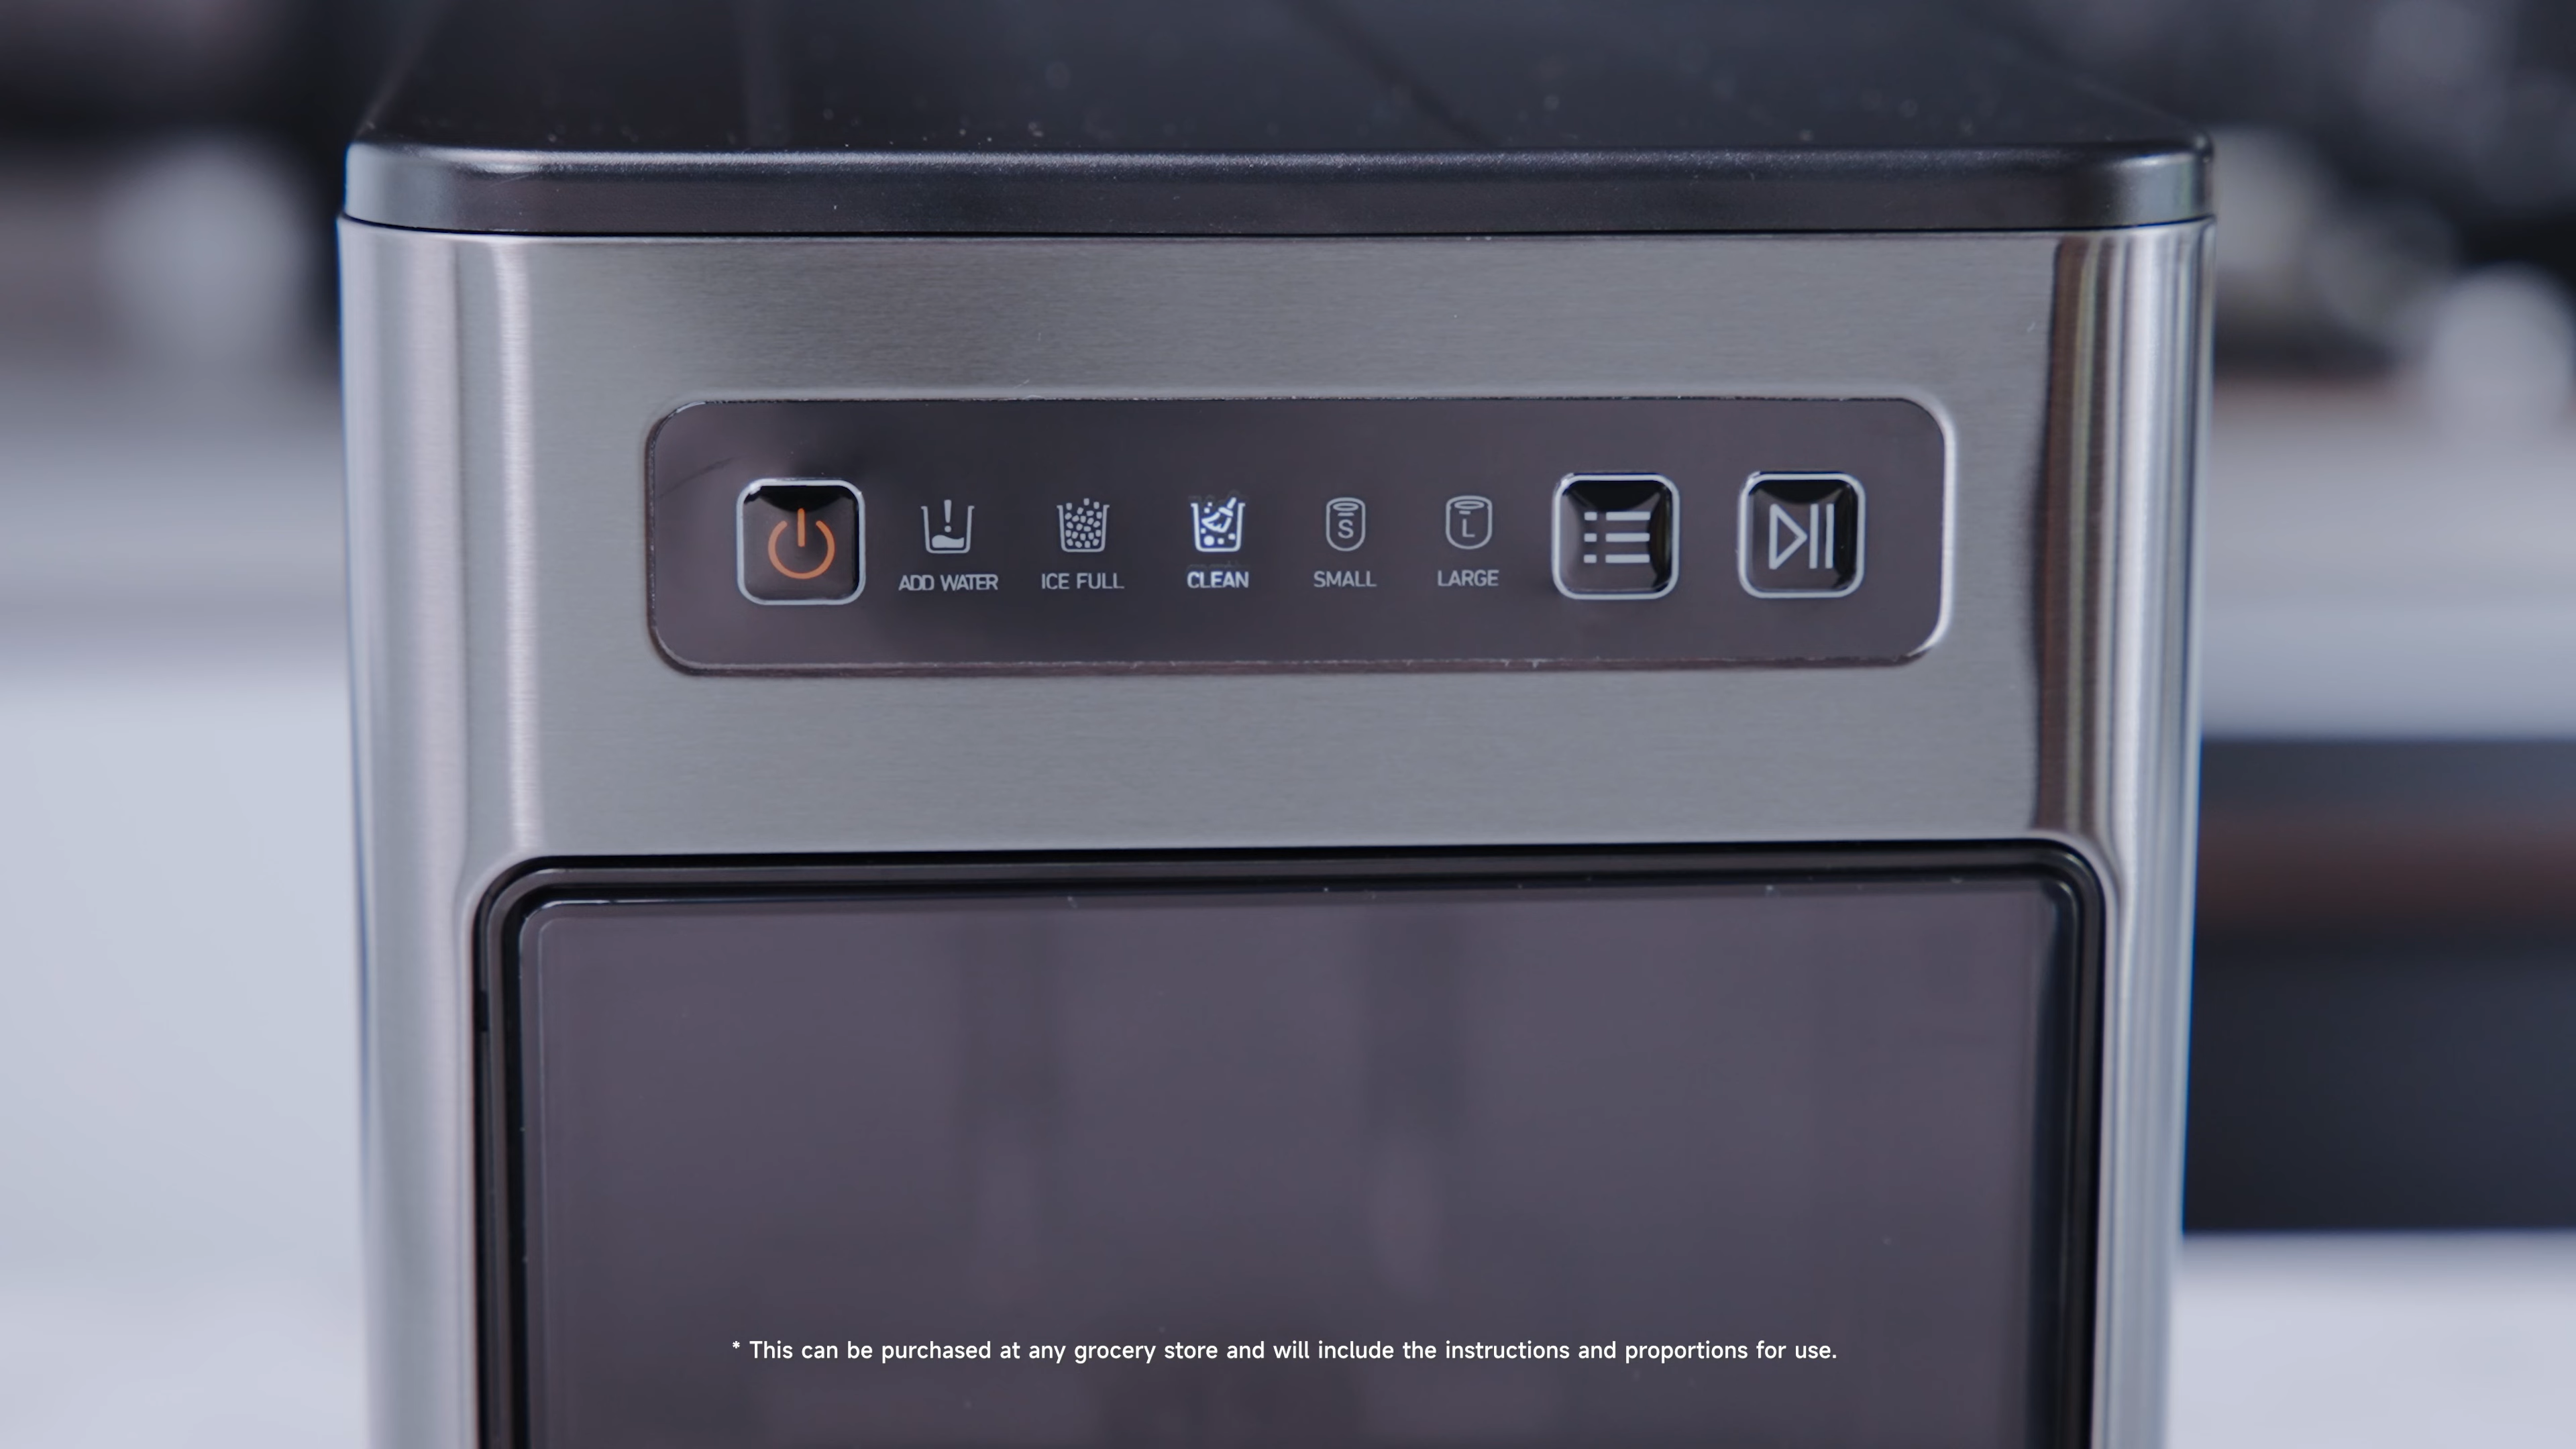 ADD WATER
ICE FULL
CLEAN
S
SMALL
L
LARGE
* This can be purchased at any grocery store and will include the instructions and proportions for use.